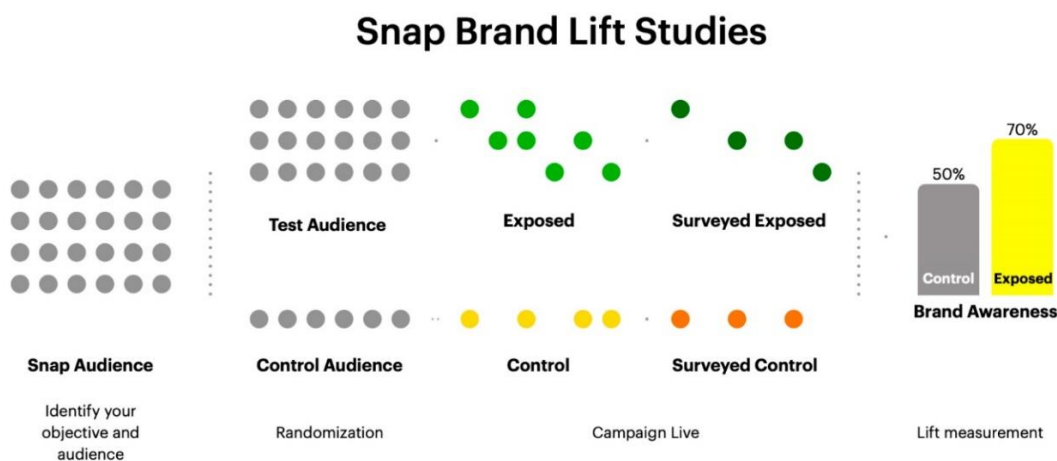 Snap Brand Lift Studies
70%
50%
Test Audience
Exposed
Surveyed Exposed
Control
Exposed
Brand Awareness
Snap Audience
Control Audience
Control
Surveyed Control
Identify your
objective and
audience
Randomization
Campaign Live
Lift measurement